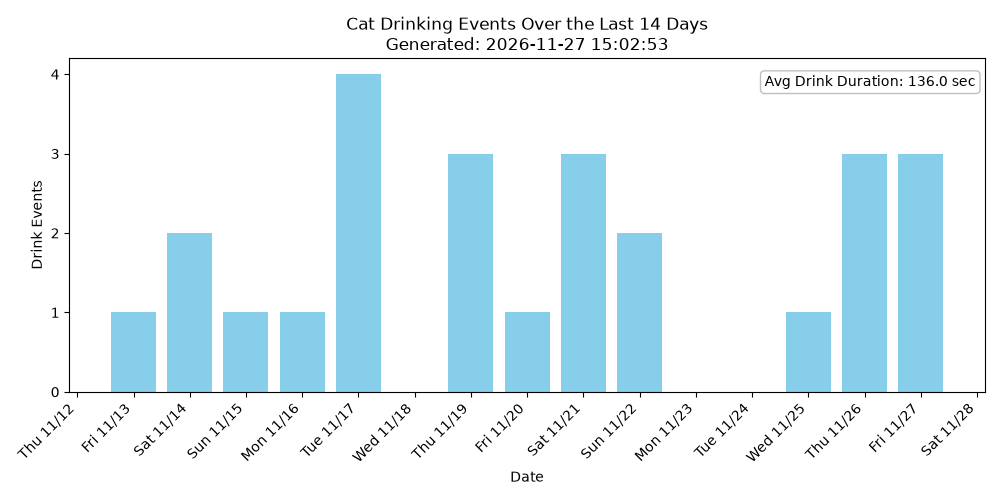 Cat Drinking Events Over the Last 14 Days
Generated: 2026-11-27 15:02:53
Avg Drink Duration: 136.0 sec
Drink Events
4
3
2
1
0
Thu 11/12
Fri 11/13
Sat 11/14
Sun 11/15
Mon 11/16
Tue 11/17
Wed 11/18
Thu 11/19
Fri 11/20
Sat 11/21
Sun 11/22
Mon 11/23
Tue 11/24
Wed 11/25
Thu 11/26
Fri 11/27
Sat 11/28
Date